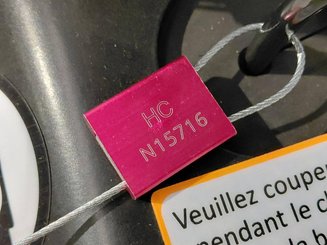 HC
N15716
Veuillez couper
pendant le